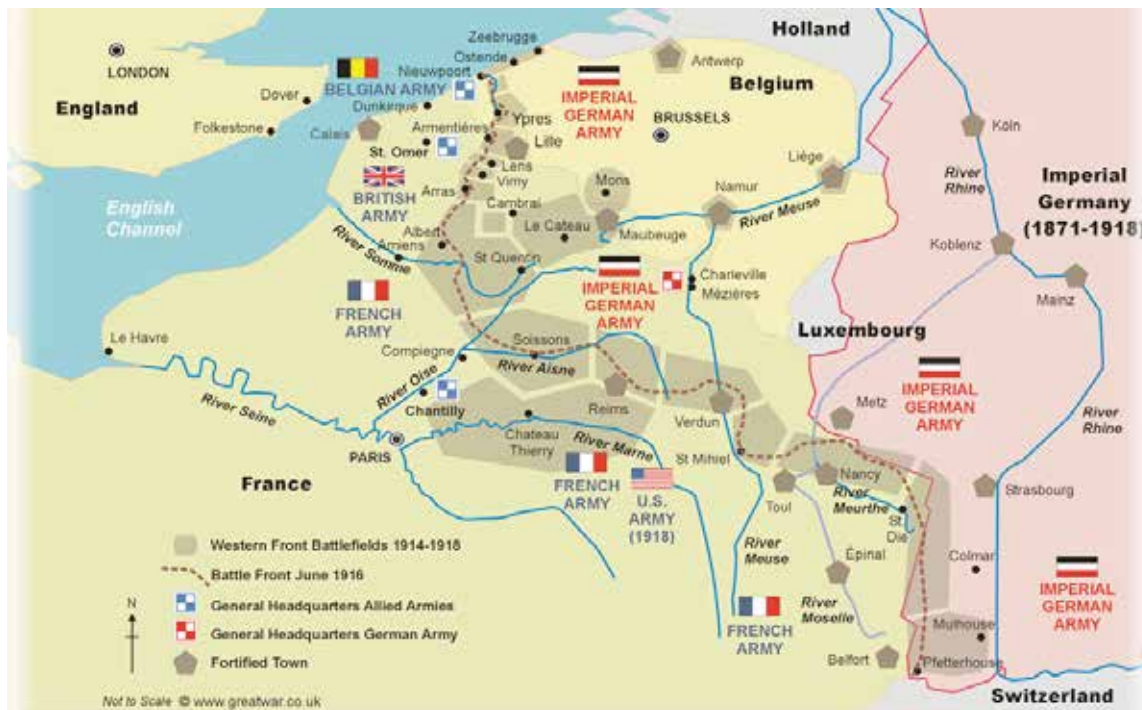 Zeebrugge
Ostende
Nieuwpoort
LONDON
England
Dover
Folkestone
BELGIAN ARMY
Dunkirque
Calais
Armentières
St. Omer
Holland
Antwerp
Belgium
IMPERIAL
GERMAN
ARMY
BRUSSELS
Ypres
Lille
Lens
Vimy
Arras
BRITISH
ARMY
Cambrai
Mons
Liége
Namur
River Meuse
Maubeuge
Le Cateau
Köln
River
Rhine
Imperial
Germany
(1871-1918)
Koblenz
Mainz
English
Channel
Albert
Amiens
River Somme
St Quencn
FRENCH
ARMY
IMPERIAL
GERMAN
ARMY
Charleville
Mézières
Luxembourg
Le Havre
Compiegne
Soissons
River Aisne
River Oise
River Seine
Chantilly
PARIS
Reims
Chateau
Thierry
River Marne
Verdun
St Mihiel
Metz
IMPERIAL
GERMAN
ARMY
River
Rhine
France
FRENCH
ARMY
U.S.
ARMY
(1918)
Toul
Nancy
River
Meurthe
St
Dié
Strasbourg
River
Meuse
Épinal
Colmar
River
Moselle
IMPERIAL
GERMAN
ARMY
FRENCH
ARMY
Belfort
Mulhouse
Pfetterhouse
Switzerland
Western Front Battlefields 1914-1918
Battle Front June 1916
N
General Headquarters Allied Armies
General Headquarters German Army
Fortified Town
Not to Scale © www.greatwar.co.uk